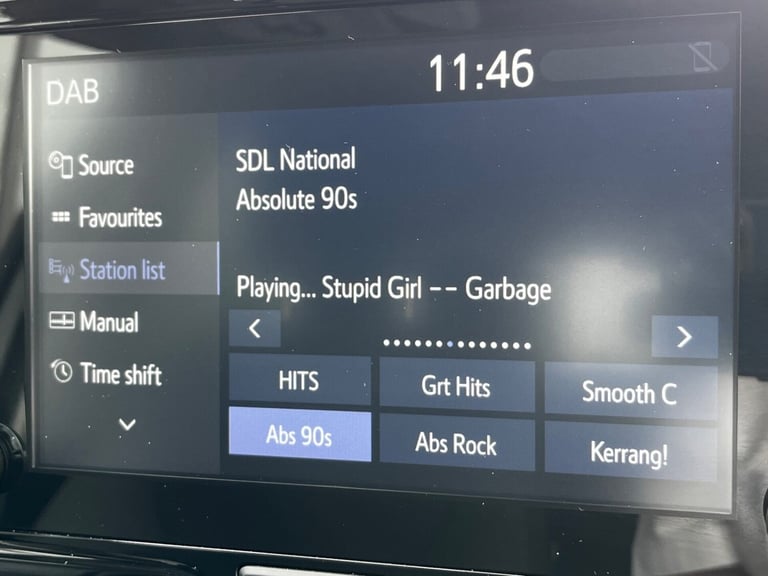 DAB
11:46
Source
Favourites
Station list
Manual
Time shift
SDL National
Absolute 90s
Playing... Stupid Girl -- Garbage
HITS
Grt Hits
Smooth C
Abs 90s
Abs Rock
Kerrang!